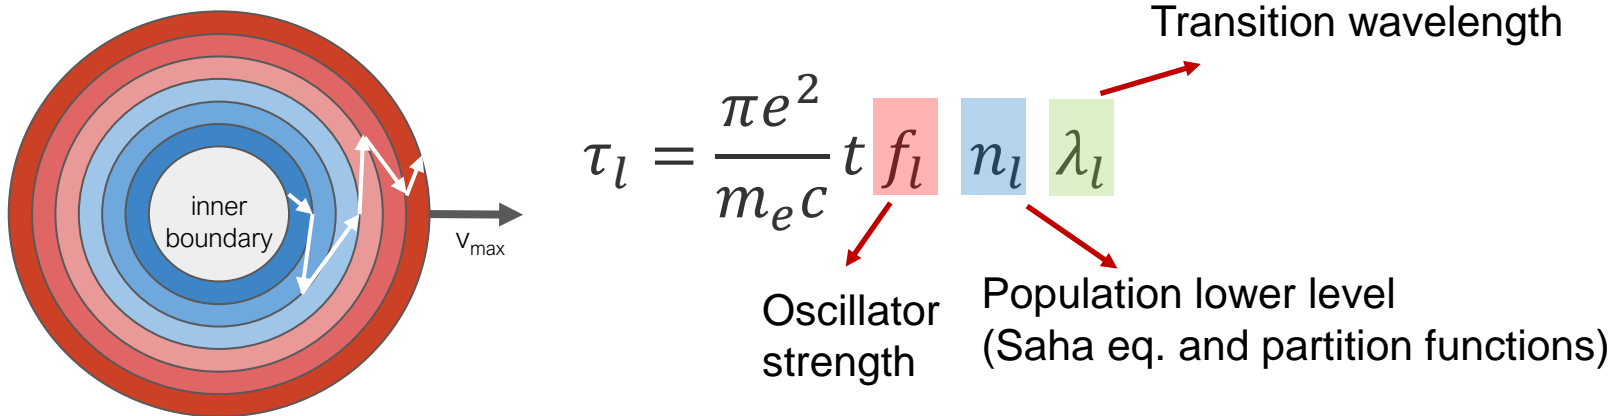 Transition wavelength
τ_l = πe² / (m_e c) t f_l n_l λ_l
inner
boundary
v_max
Oscillator
strength
Population lower level
(Saha eq. and partition functions)